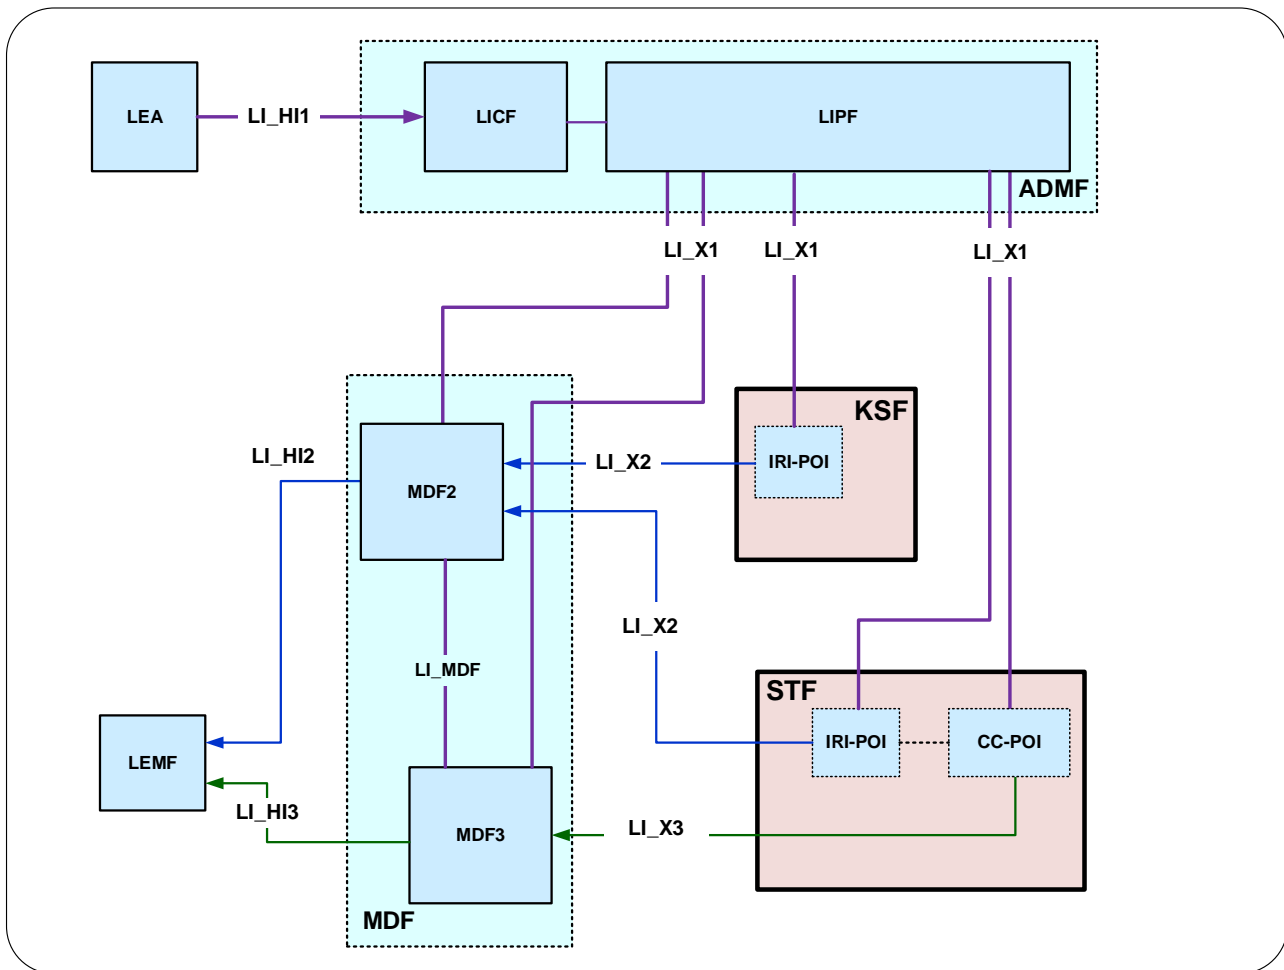 LEA
LI_HI1
LICF
LIPF
ADMF
LI_X1
LI_X1
LI_X1
KSF
IRI-POI
LI_HI2
LI_X2
MDF2
LI_X2
LI_MDF
STF
IRI-POI
CC-POI
LEMF
LI_HI3
LI_X3
MDF3
MDF